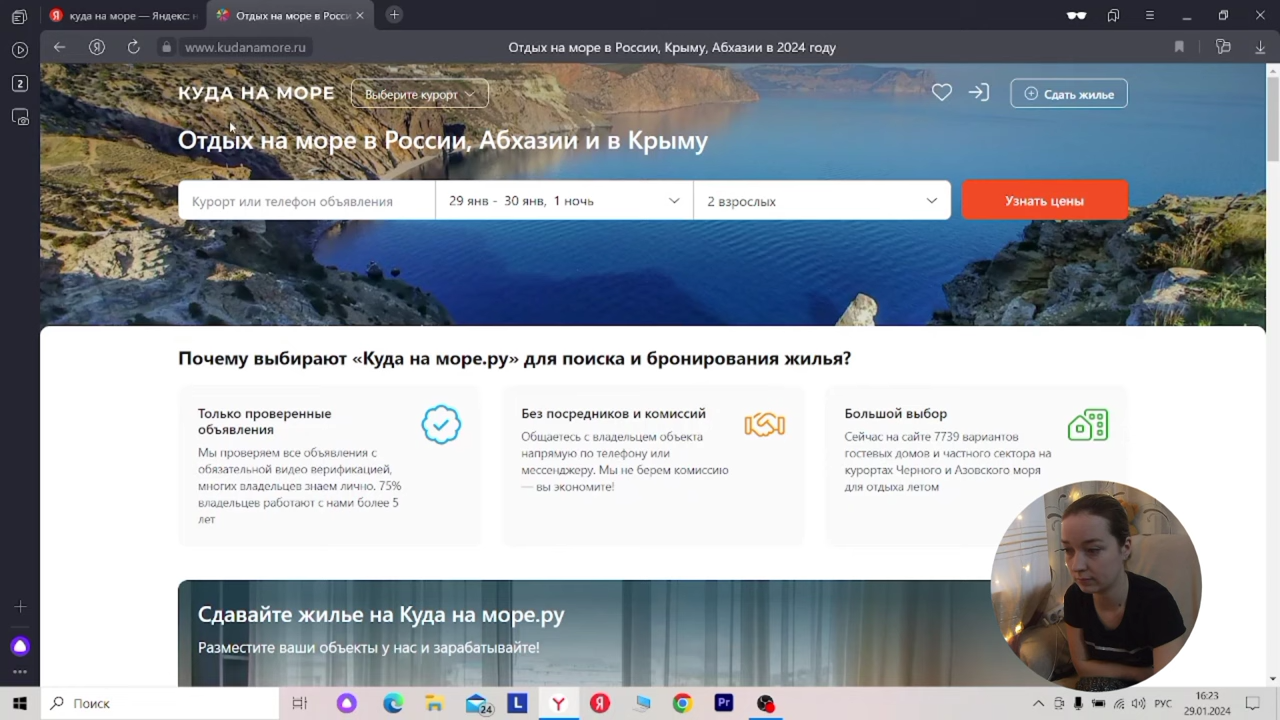 куда на море — Яндекс: н
Отдых на море в Росси
www.kudanamore.ru
Отдых на море в России, Крыму, Абхазии в 2024 году
2
КУДА НА МОРЕ
Выберите курорт
Сдать жилье
Отдых на море в России, Абхазии и в Крыму
Курорт или телефон объявления
29 янв - 30 янв, 1 ночь
2 взрослых
Узнать цены
Почему выбирают «Куда на море.ру» для поиска и бронирования жилья?
Только проверенные
объявления
Мы проверяем все объявления с
обязательной видео верификацией,
многих владельцев знаем лично. 75%
владельцев работают с нами более 5
лет
Без посредников и комиссий
Общаетесь с владельцем объекта
напрямую по телефону или
мессенджеру. Мы не берем комиссию
— вы экономите!
Большой выбор
Сейчас на сайте 7739 вариантов
гостевых домов и частного сектора на
курортах Черного и Азовского моря
для отдыха летом
Сдавайте жилье на Куда на море.ру
Разместите ваши объекты у нас и зарабатывайте!
Поиск
24
L
Y
Я
Pr
РУС
16:23
29.01.2024